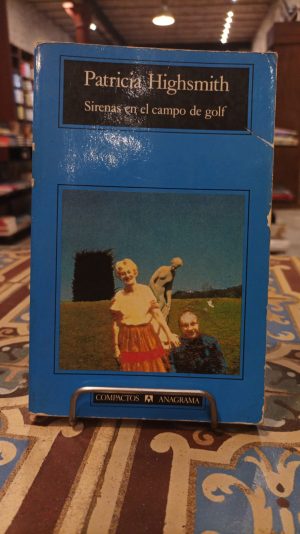 Patricia Highsmith
Sirenas en el campo de golf
COMPACTOS ANAGRAMA